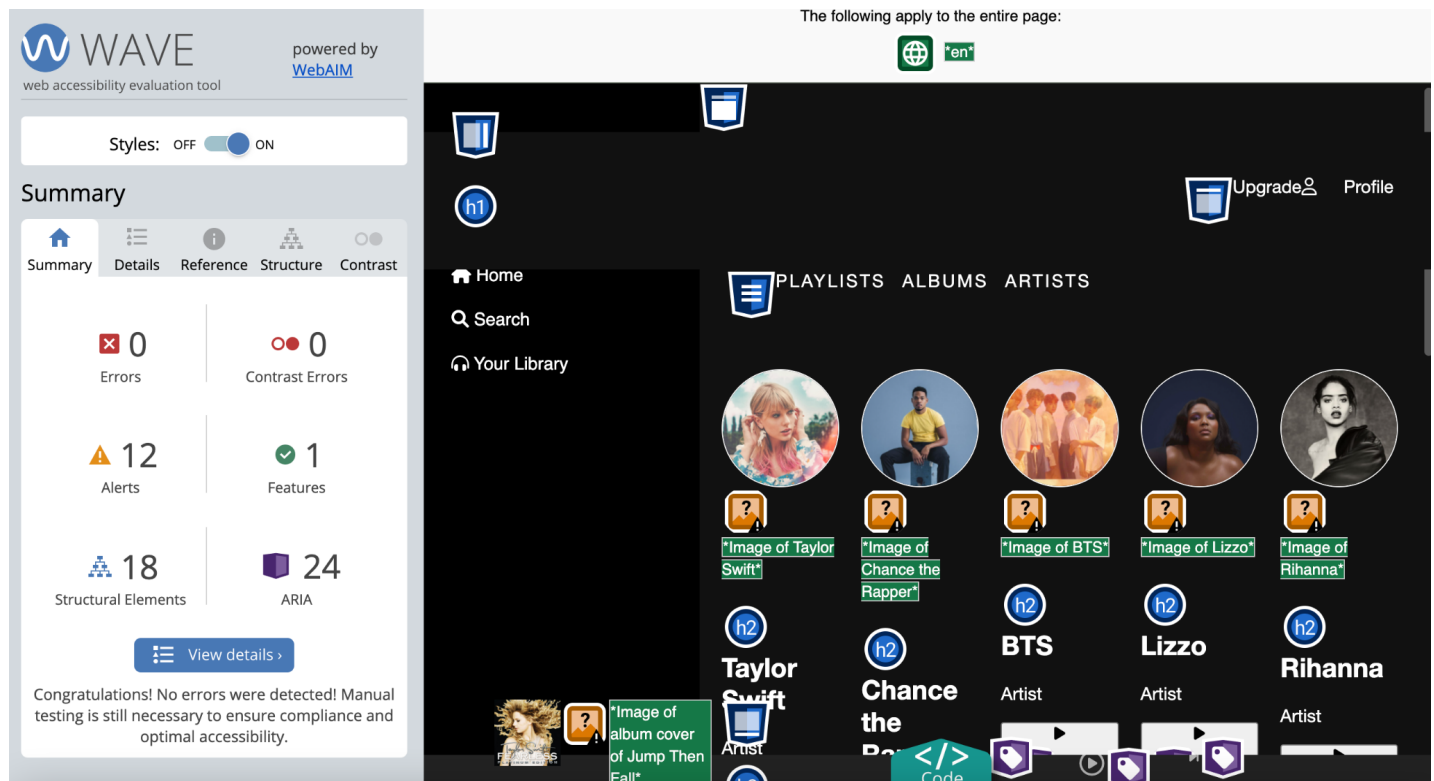 WAVE
web accessibility evaluation tool
powered by
WebAIM
Styles: OFF ON
Summary
Summary Details Reference Structure Contrast
0
Errors
0
Contrast Errors
12
Alerts
1
Features
18
Structural Elements
24
ARIA
View details ›
Congratulations! No errors were detected! Manual
testing is still necessary to ensure compliance and
optimal accessibility.
The following apply to the entire page:
*en*
h1
Upgrade
Profile
Home
Search
Your Library
PLAYLISTS ALBUMS ARTISTS
*Image of Taylor
Swift*
h2
Taylor
Swift
Artist
*Image of
Chance the
Rapper*
h2
Chance
the
*Image of BTS*
h2
BTS
Artist
*Image of Lizzo*
h2
Lizzo
Artist
*Image of
Rihanna*
h2
Rihanna
Artist
*Image of
album cover
of Jump Then
Fall*
</> 
Code